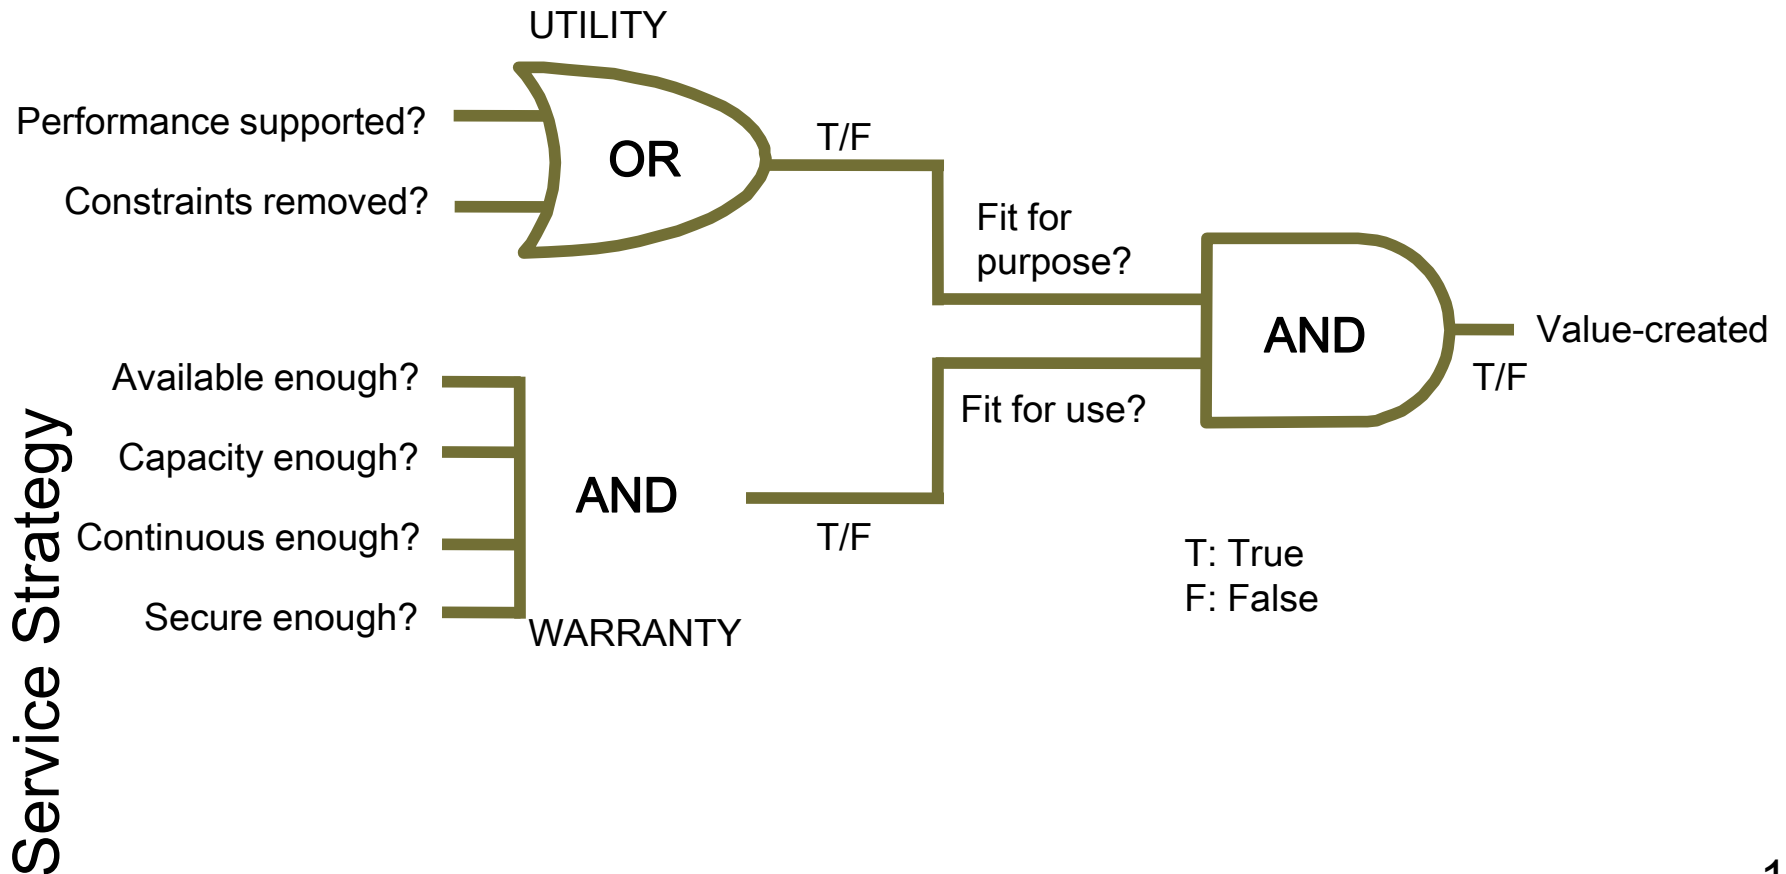 UTILITY
Performance supported?
Constraints removed?
OR
T/F
Fit for
purpose?
AND
Value-created
T/F
Available enough?
Capacity enough?
Continuous enough?
Secure enough?
AND
T/F
Fit for use?
WARRANTY
T: True
F: False
Service Strategy
1